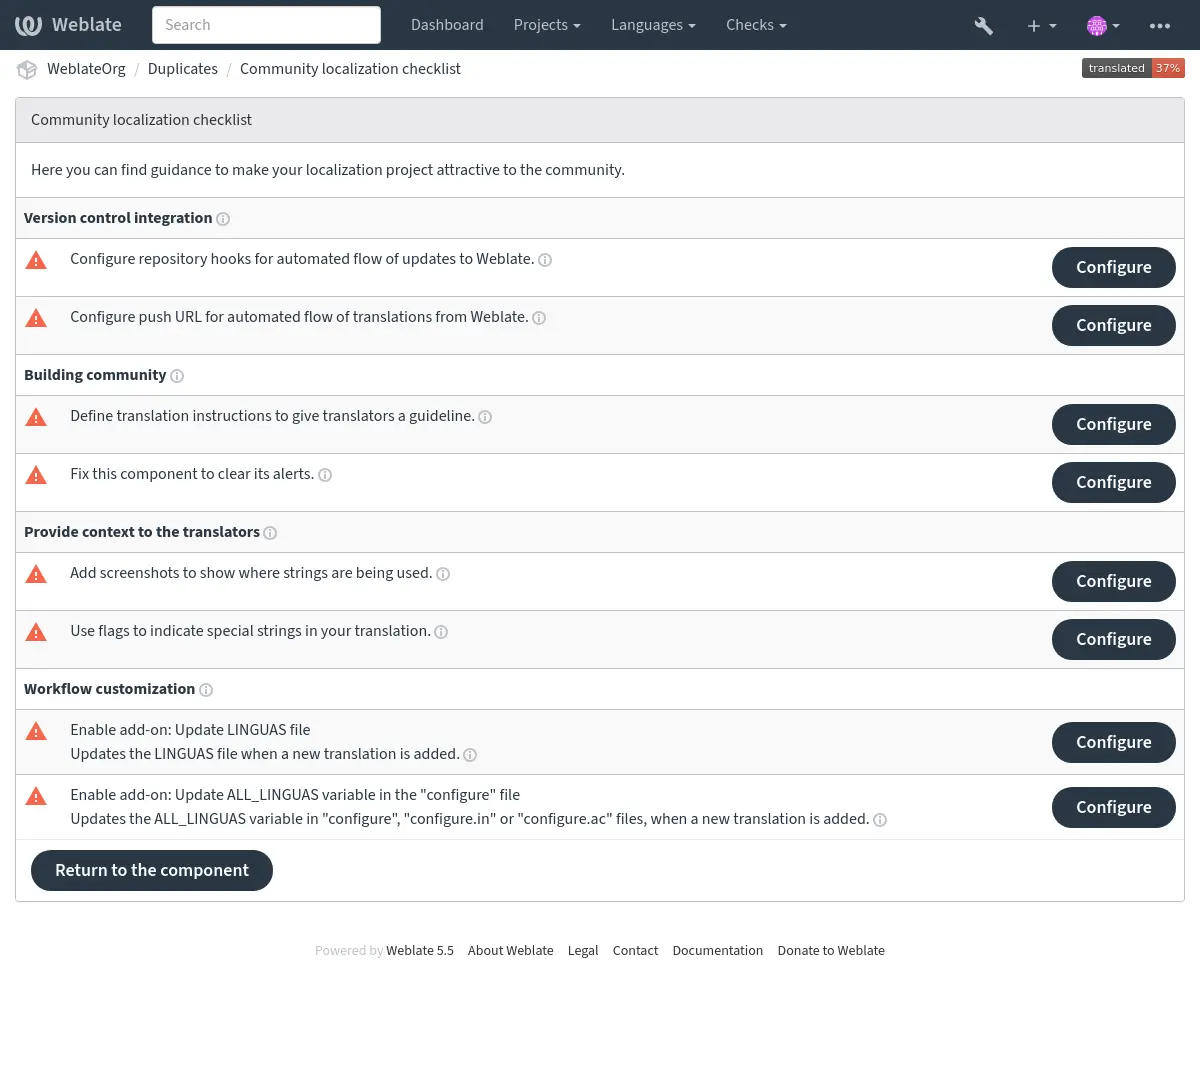 Weblate
Search
Dashboard
Projects
Languages
Checks
WeblateOrg / Duplicates / Community localization checklist
translated 37%
Community localization checklist
Here you can find guidance to make your localization project attractive to the community.
Version control integration
Configure repository hooks for automated flow of updates to Weblate.
Configure
Configure push URL for automated flow of translations from Weblate.
Configure
Building community
Define translation instructions to give translators a guideline.
Configure
Fix this component to clear its alerts.
Configure
Provide context to the translators
Add screenshots to show where strings are being used.
Configure
Use flags to indicate special strings in your translation.
Configure
Workflow customization
Enable add-on: Update LINGUAS file
Updates the LINGUAS file when a new translation is added.
Configure
Enable add-on: Update ALL_LINGUAS variable in the "configure" file
Updates the ALL_LINGUAS variable in "configure", "configure.in" or "configure.ac" files, when a new translation is added.
Configure
Return to the component
Powered by Weblate 5.5 About Weblate Legal Contact Documentation Donate to Weblate